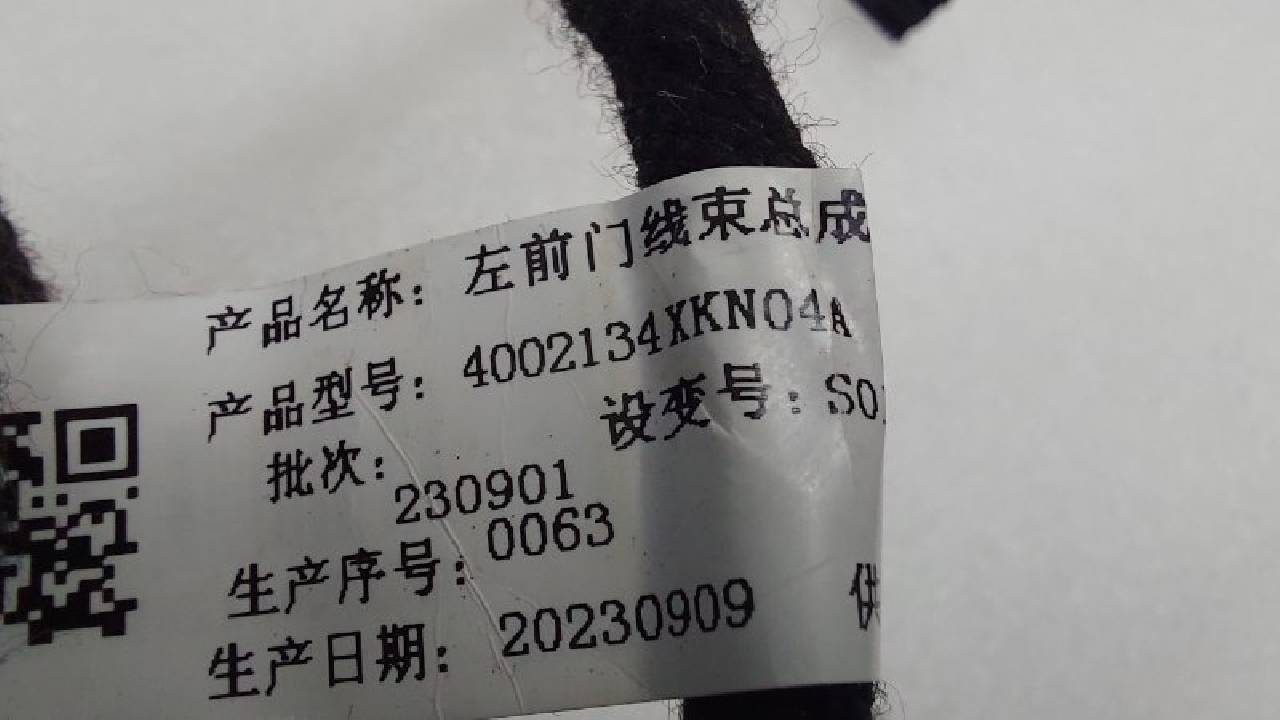 产品名称：左前门线束总成
产品型号：4002134XKN04A
设变号：S0
批次：230901
生产序号：0063
生产日期：20230909
供